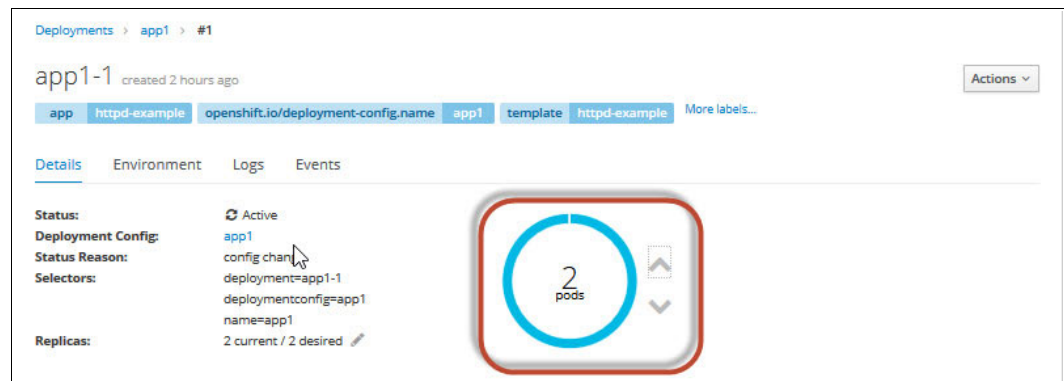 Deployments > app1 > #1
app1-1 created 2 hours ago
Actions
app httpd-example openshift.io/deployment-config.name app1 template httpd-example More labels...
Details Environment Logs Events
Status: Active
Deployment Config: app1
Status Reason: config
Selectors: deployment=app1-1
deploymentconfig=app1
name=app1
Replicas: 2 current / 2 desired
2
pods